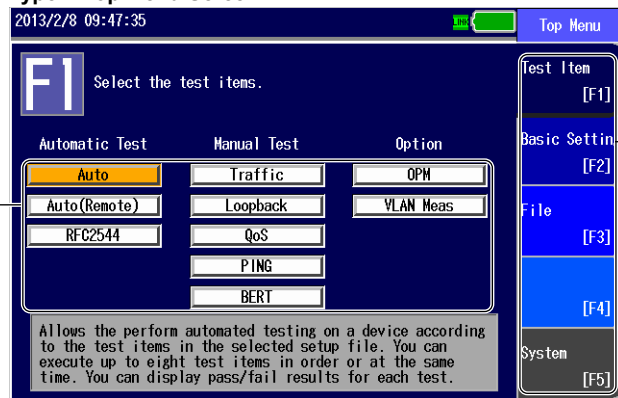 2013/2/8 09:47:35
LINK
Top Menu
F1
Select the test items.
Test Item
[F1]
Automatic Test
Manual Test
Option
Basic Settin
[F2]
Auto
Traffic
OPM
Auto(Remote)
Loopback
VLAN Meas
File
[F3]
RFC2544
QoS
PING
BERT
[F4]
Allows the perform automated testing on a device according
to the test items in the selected setup file. You can
execute up to eight test items in order or at the same
time. You can display pass/fail results for each test.
System
[F5]